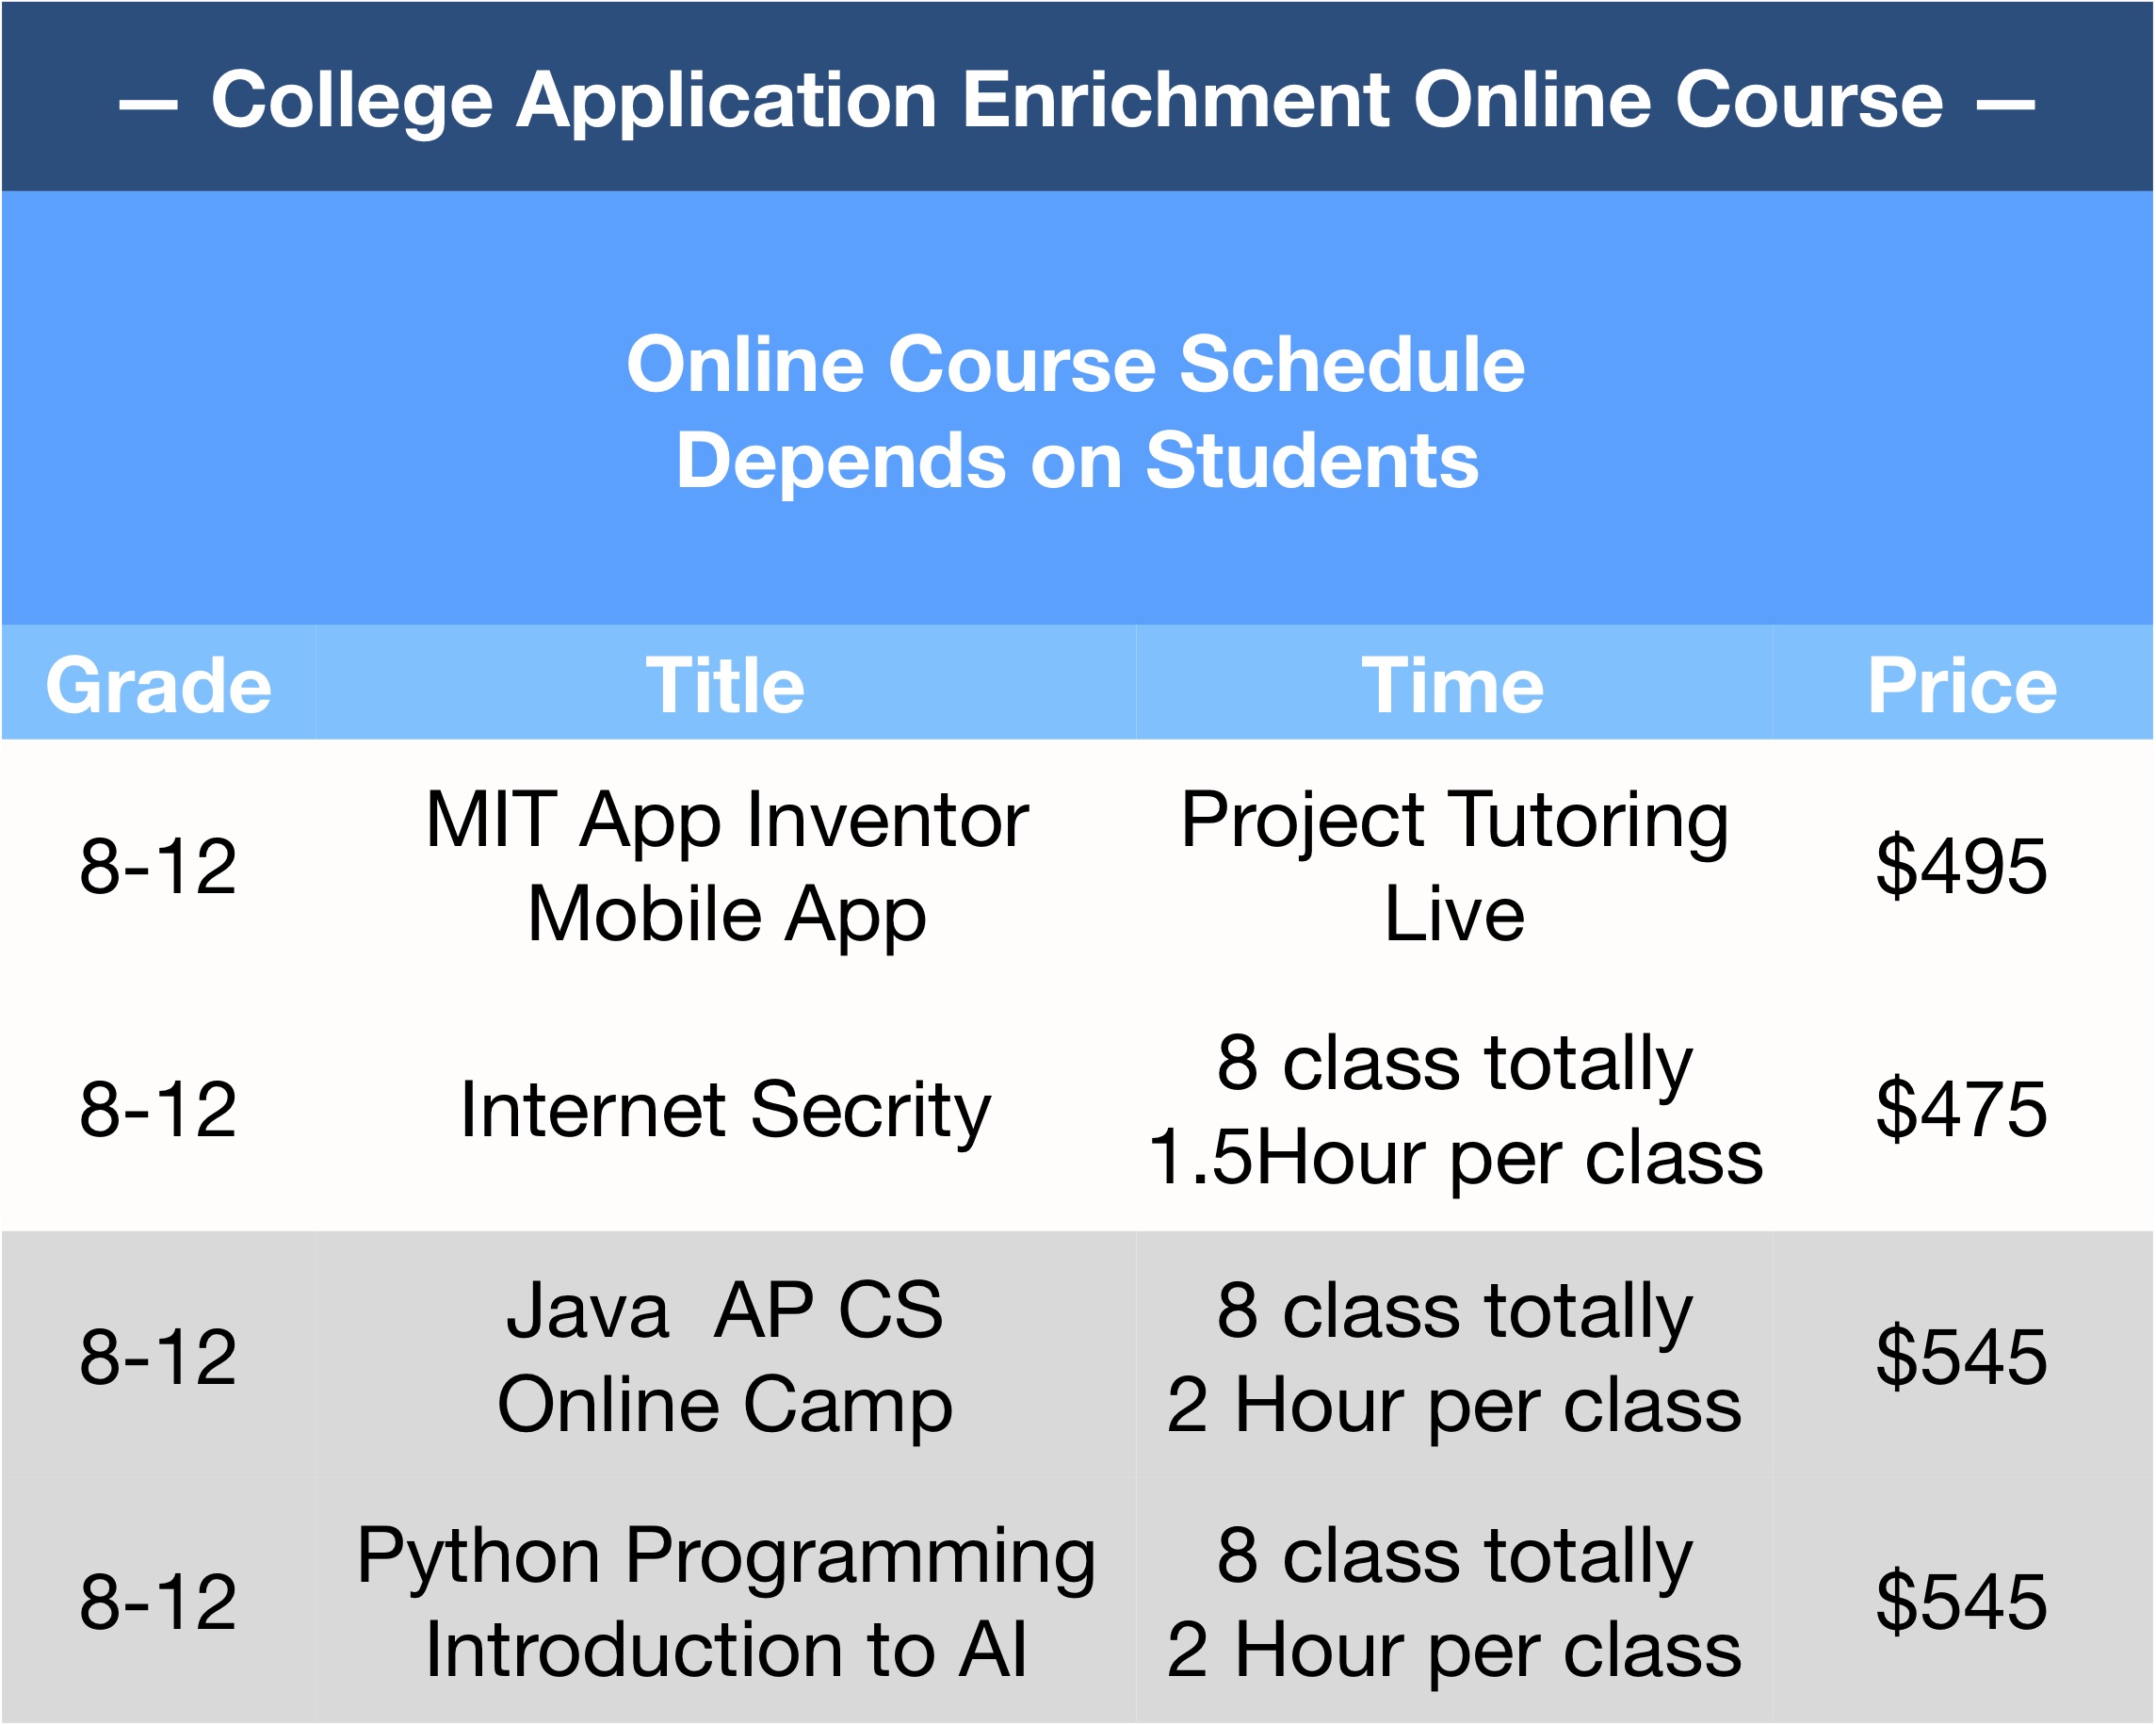 — College Application Enrichment Online Course —
Online Course Schedule
Depends on Students
Grade Title Time Price
8-12 MIT App Inventor Mobile App Project Tutoring Live $495
8-12 Internet Secrity 8 class totally 1.5Hour per class $475
8-12 Java  AP CS Online Camp 8 class totally 2 Hour per class $545
8-12 Python Programming Introduction to AI 8 class totally 2 Hour per class $545